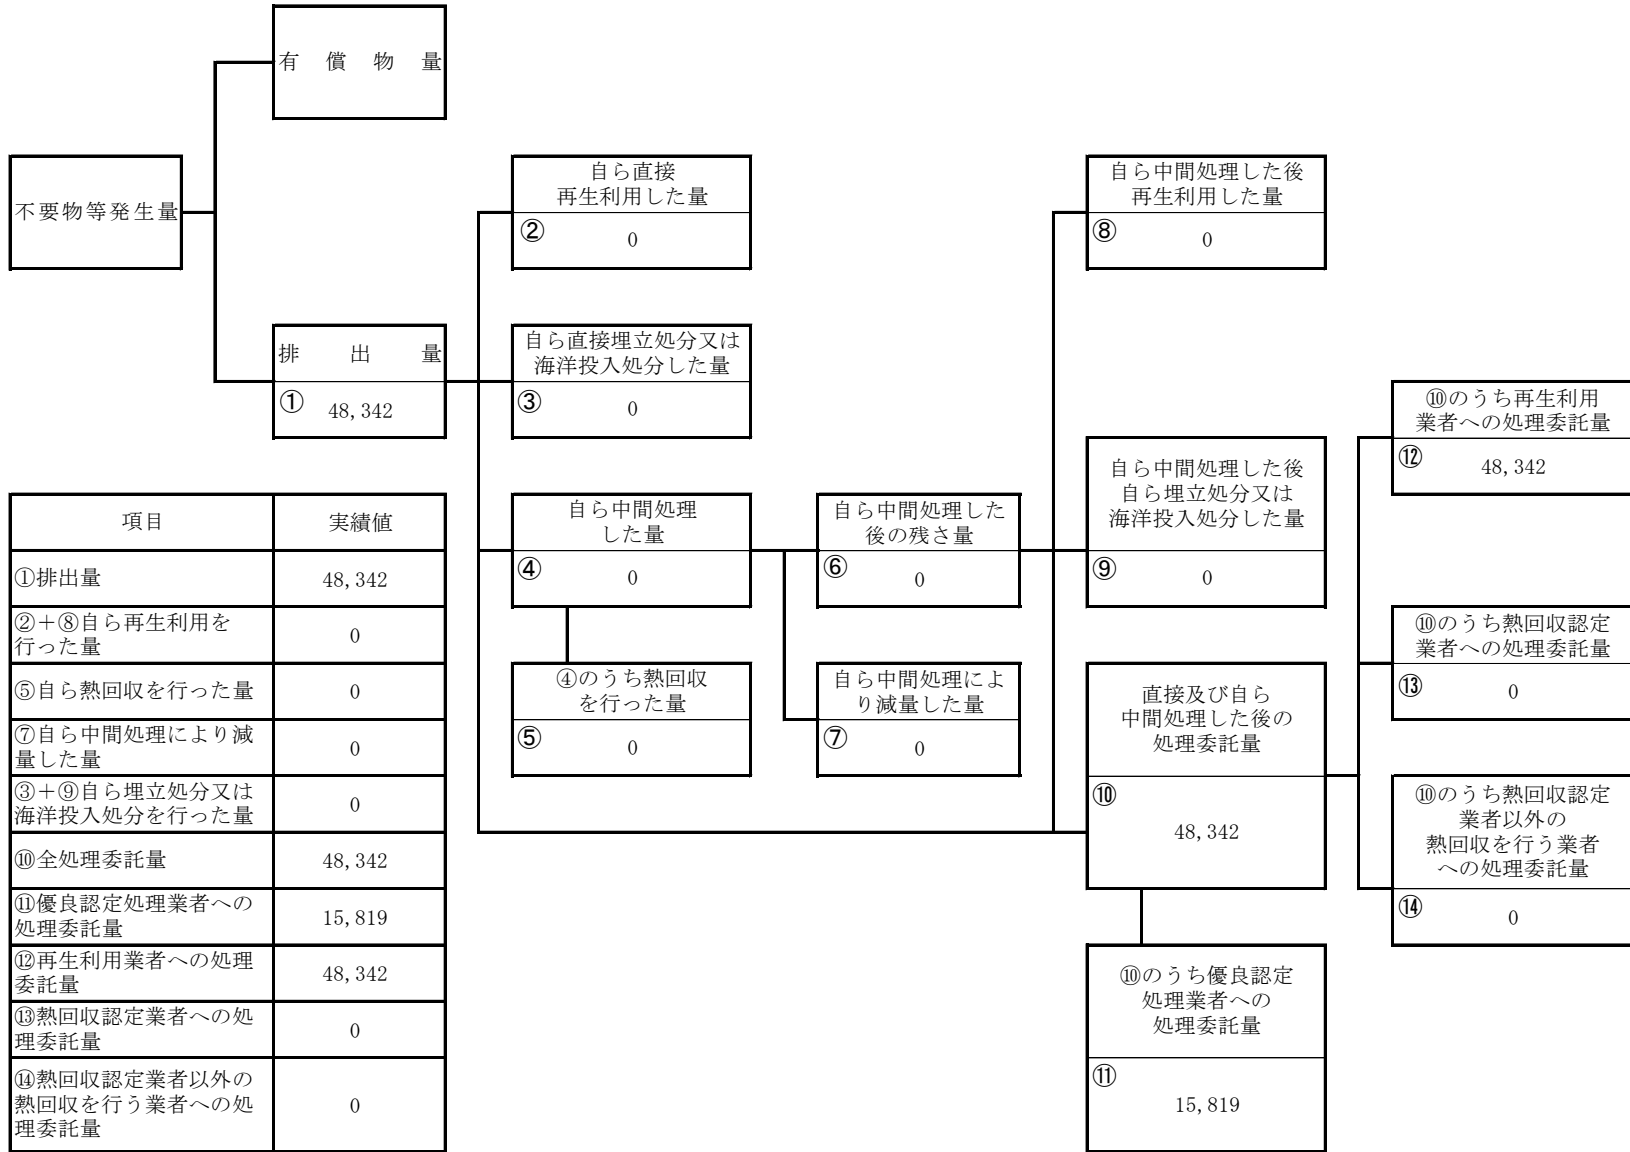 有償物量
不要物等発生量
排出量
① 48,342
自ら直接
再生利用した量
② 0
自ら直接埋立処分又は
海洋投入処分した量
③ 0
自ら中間処理
した量
④ 0
④のうち熱回収
を行った量
⑤ 0
自ら中間処理した
後の残さ量
⑥ 0
自ら中間処理によ
り減量した量
⑦ 0
自ら中間処理した後
再生利用した量
⑧ 0
自ら中間処理した後
自ら埋立処分又は
海洋投入処分した量
⑨ 0
直接及び自ら
中間処理した後の
処理委託量
⑩
48,342
⑩のうち優良認定
処理業者への
処理委託量
⑪
15,819
⑩のうち再生利用
業者への処理委託量
⑫ 48,342
⑩のうち熱回収認定
業者への処理委託量
⑬ 0
⑩のうち熱回収認定
業者以外の
熱回収を行う業者
への処理委託量
⑭ 0
項目 実績値
①排出量 48,342
②＋⑧自ら再生利用を
行った量 0
⑤自ら熱回収を行った量 0
⑦自ら中間処理により減
量した量 0
③＋⑨自ら埋立処分又は
海洋投入処分を行った量 0
⑩全処理委託量 48,342
⑪優良認定処理業者への
処理委託量 15,819
⑫再生利用業者への処理
委託量 48,342
⑬熱回収認定業者への処
理委託量 0
⑭熱回収認定業者以外の
熱回収を行う業者への処
理委託量 0